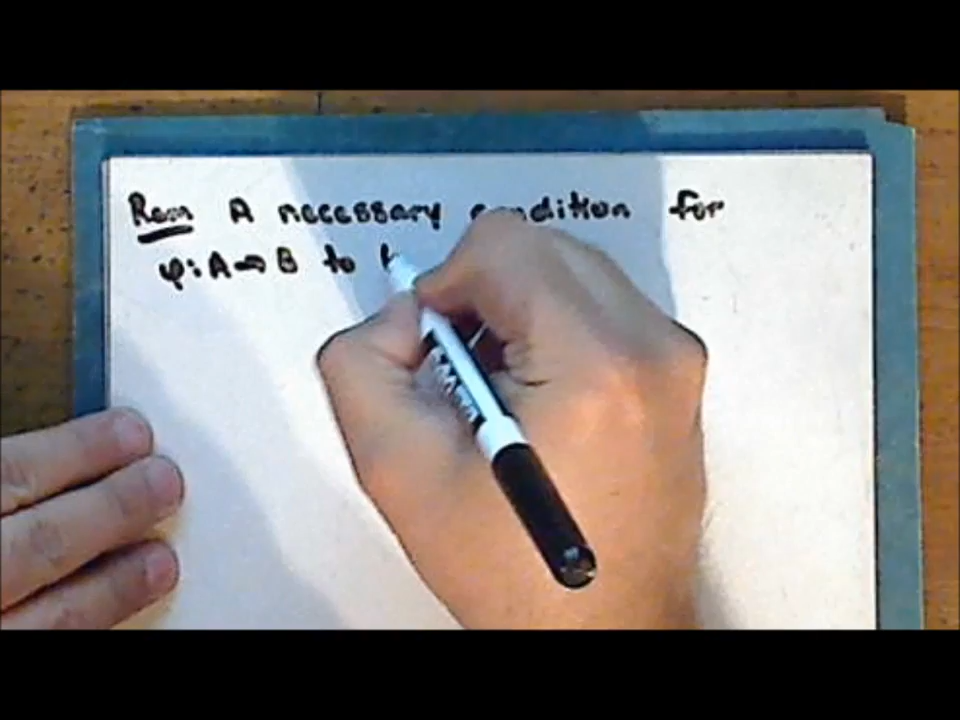 Rem A necessary condition for
φ: A → B to